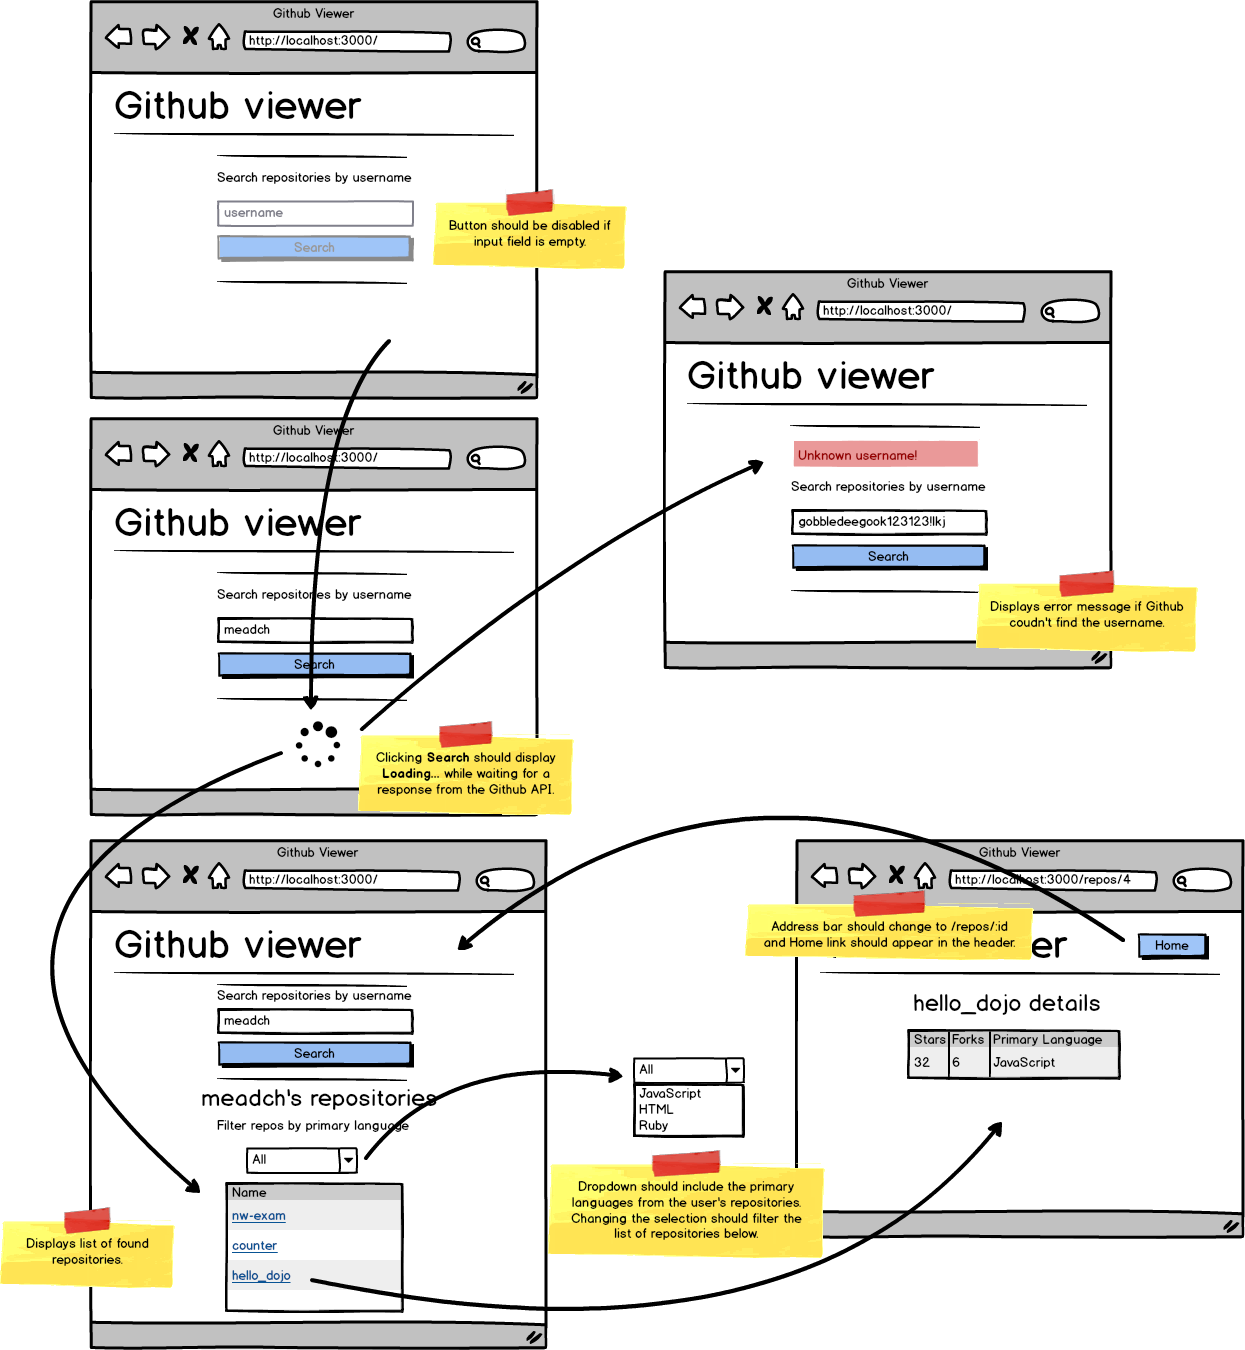 Github Viewer
http://localhost:3000/
Github viewer
Search repositories by username
username
Search
Button should be disabled if
input field is empty.
Github Viewer
http://localhost:3000/
Github viewer
Unknown username!
Search repositories by username
gobbledeegook123123!lkj
Search
Displays error message if Github
coudn't find the username.
Github Viewer
http://localhost:3000/
Github viewer
Search repositories by username
meadch
Search
Clicking Search should display
Loading... while waiting for a
response from the Github API.
Github Viewer
http://localhost:3000/
Github viewer
Search repositories by username
meadch
Search
meadch's repositories
Filter repos by primary language
All
Name
nw-exam
counter
hello_dojo
Displays list of found
repositories.
All
JavaScript
HTML
Ruby
Dropdown should include the primary
languages from the user's repositories.
Changing the selection should filter the
list of repositories below.
Github Viewer
http://localhost:3000/repos/4
Address bar should change to /repos/:id
and Home link should appear in the header.
er
Home
hello_dojo details
Stars Forks Primary Language
32 6 JavaScript